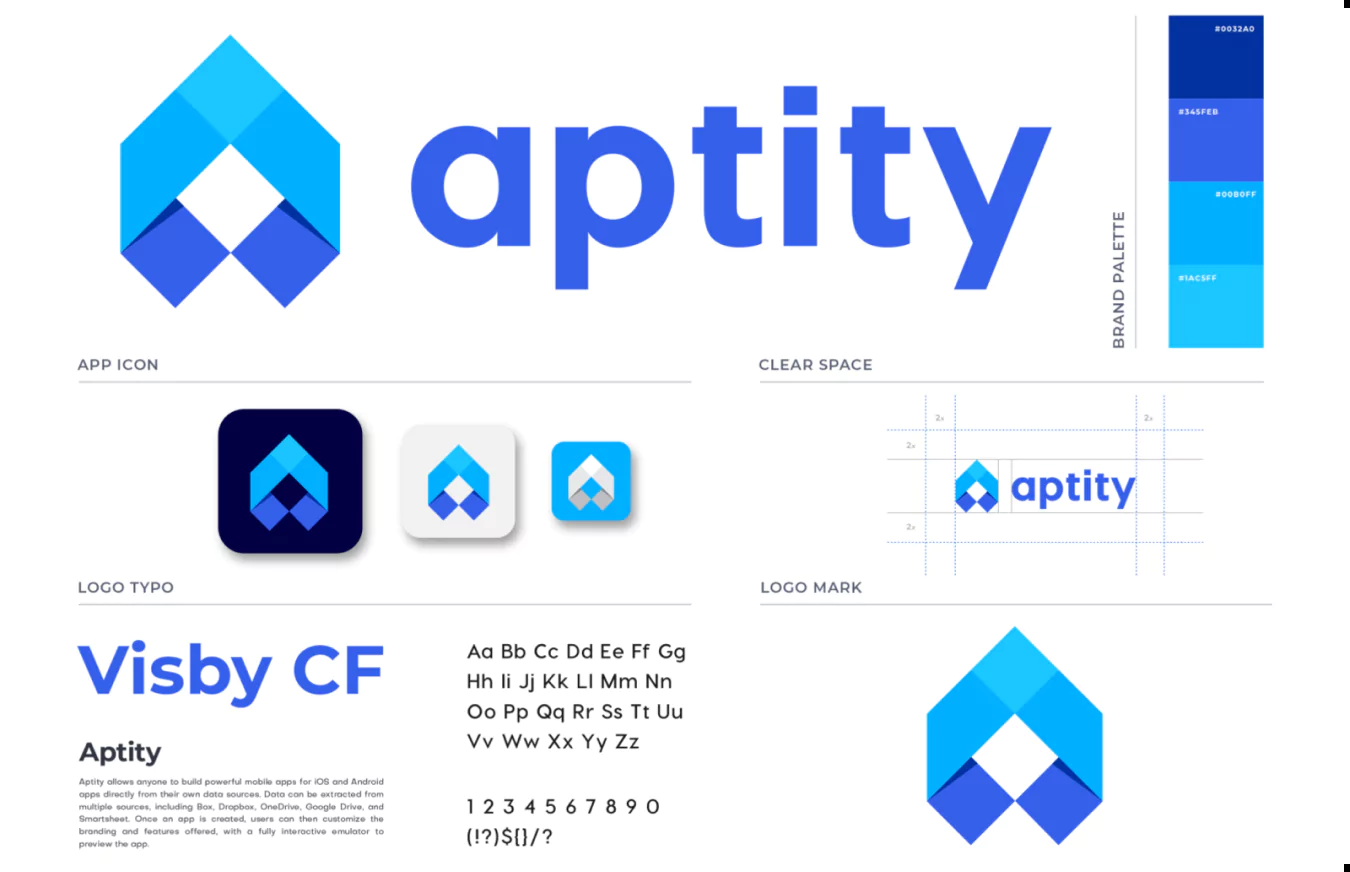 aptity
BRAND PALETTE
#0032A0
#345FEB
#00B0FF
#1AC5FF
APP ICON
CLEAR SPACE
2x
2x
2x
aptity
2x
LOGO TYPO
LOGO MARK
Visby CF
Aptity
Aptity allows anyone to build powerful mobile apps for iOS and Android
apps directly from their own data sources. Data can be extracted from
multiple sources, including Box, Dropbox, OneDrive, Google Drive, and
Smartsheet. Once an app is created, users can then customize the
branding and features offered, with a fully interactive emulator to
preview the app.
Aa Bb Cc Dd Ee Ff Gg
Hh Ii Jj Kk Ll Mm Nn
Oo Pp Qq Rr Ss Tt Uu
Vv Ww Xx Yy Zz
1 2 3 4 5 6 7 8 9 0
(!?)${}/?